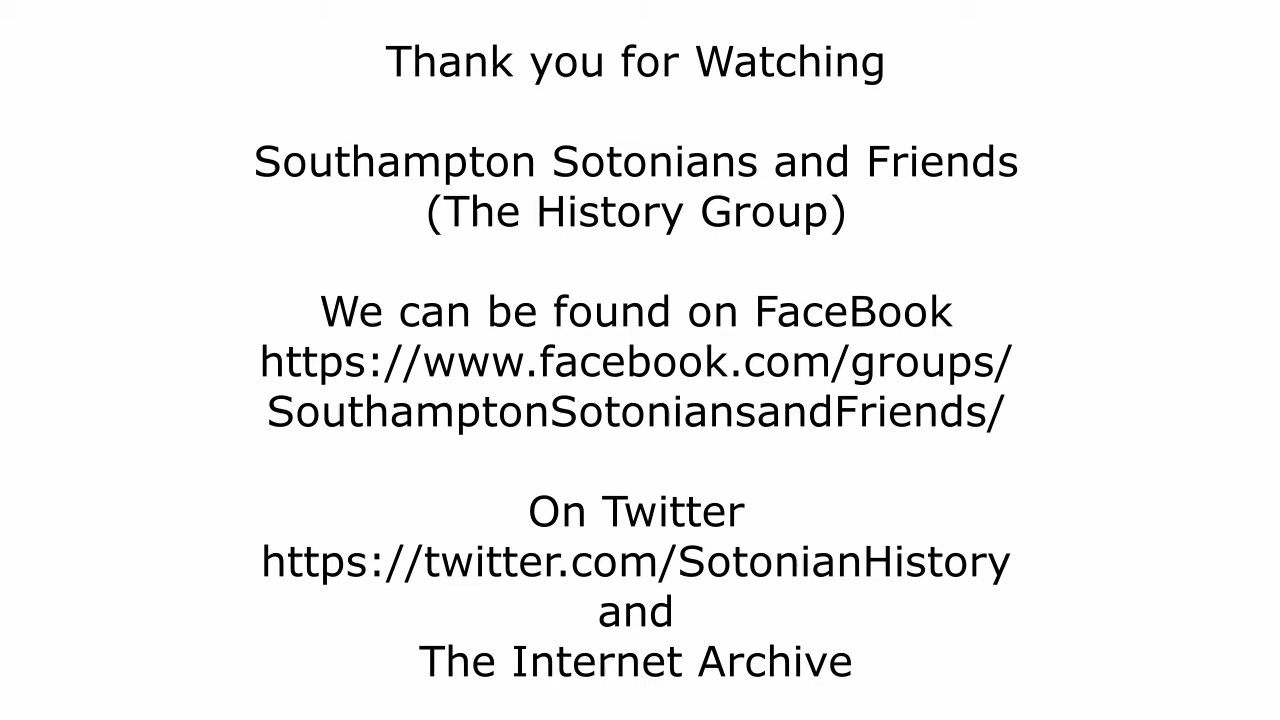 Thank you for Watching
Southampton Sotonians and Friends
(The History Group)
We can be found on FaceBook
https://www.facebook.com/groups/
SouthamptonSotoniansandFriends/
On Twitter
https://twitter.com/SotonianHistory
and
The Internet Archive